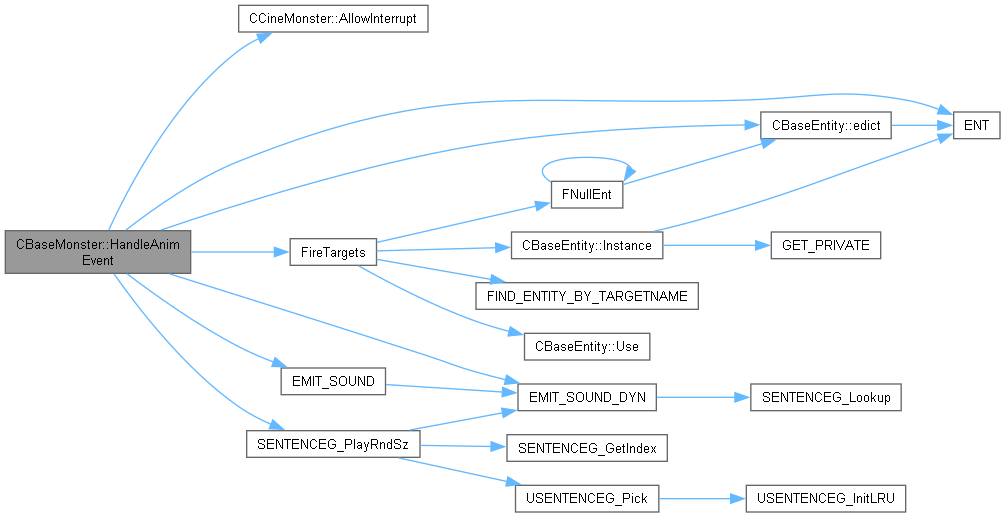 CCineMonster::AllowInterrupt
CBaseEntity::edict
ENT
FNullEnt
CBaseMonster::HandleAnim
Event
FireTargets
CBaseEntity::Instance
GET_PRIVATE
FIND_ENTITY_BY_TARGETNAME
CBaseEntity::Use
EMIT_SOUND
EMIT_SOUND_DYN
SENTENCEG_Lookup
SENTENCEG_PlayRndSz
SENTENCEG_GetIndex
USENTENCEG_Pick
USENTENCEG_InitLRU